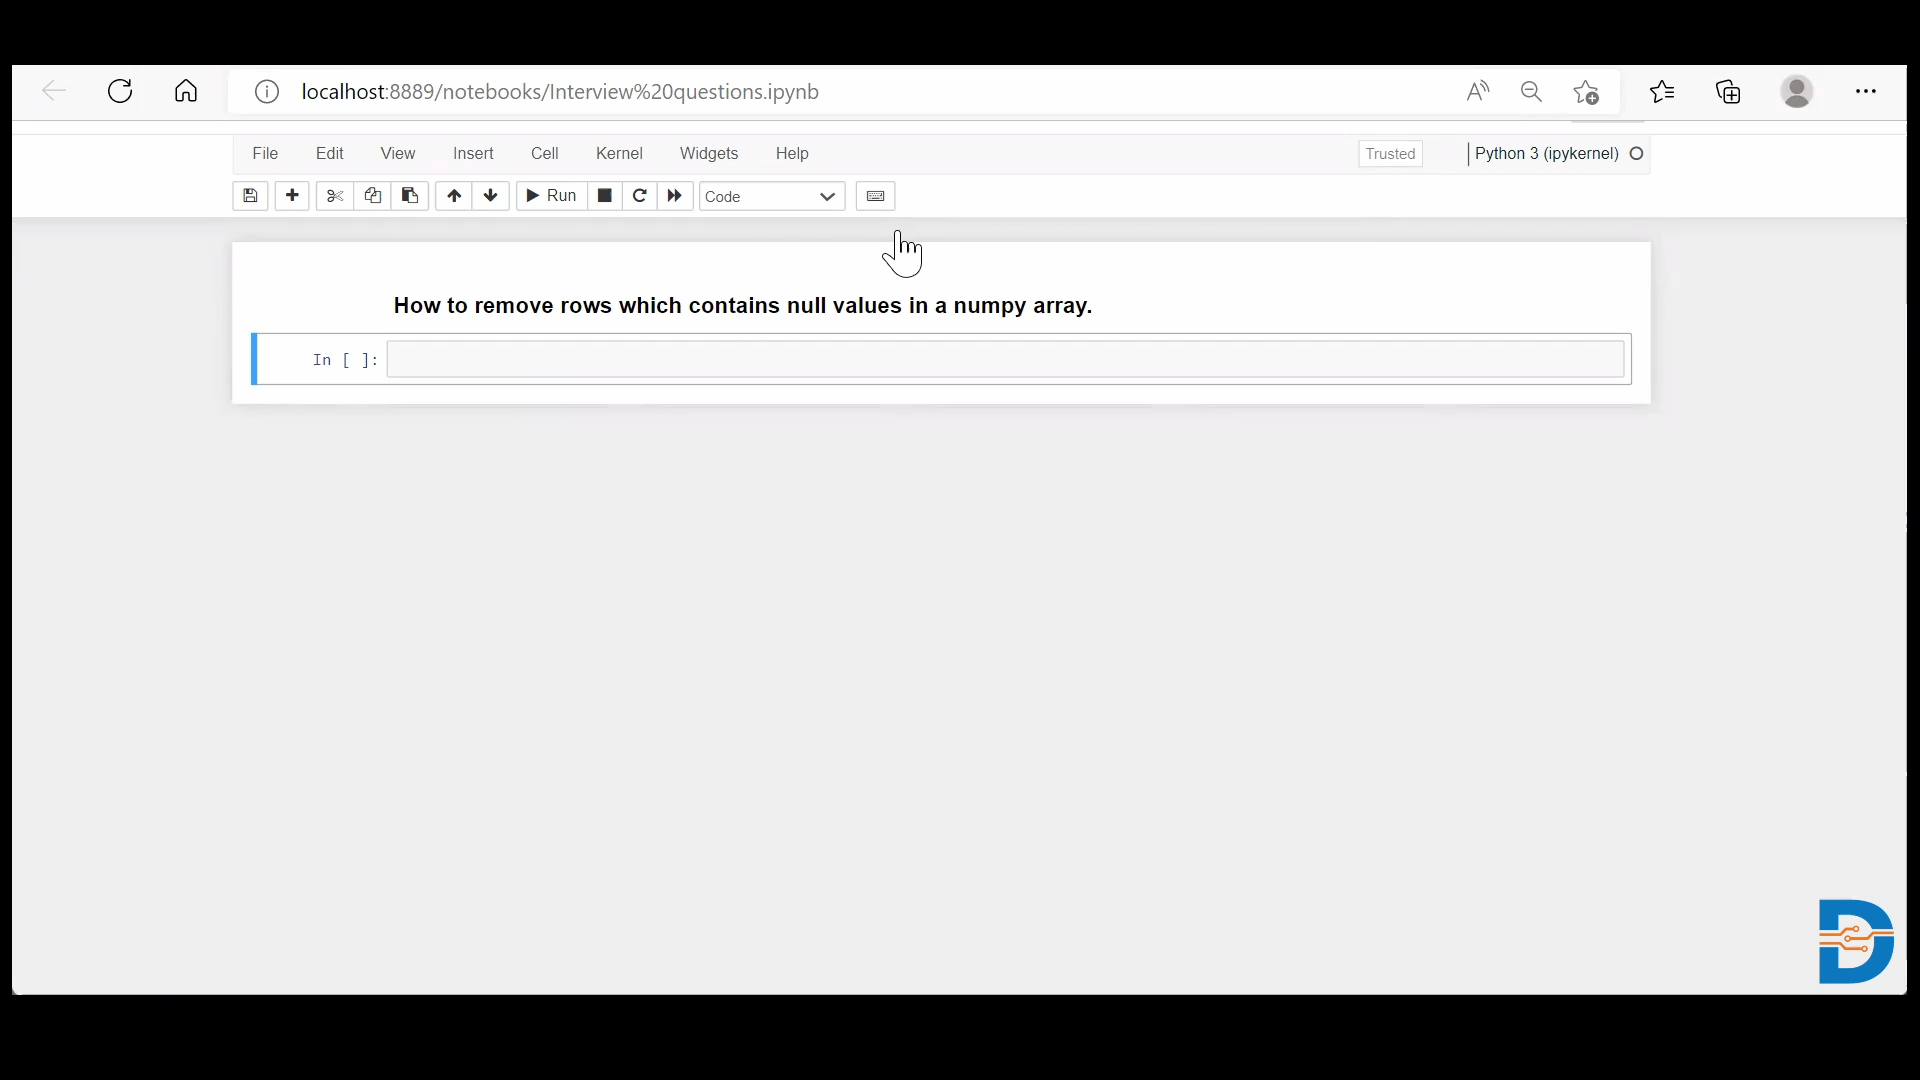 localhost:8889/notebooks/Interview%20questions.ipynb
File Edit View Insert Cell Kernel Widgets Help Trusted Python 3 (ipykernel)
Run Code
How to remove rows which contains null values in a numpy array.
In [ ]: